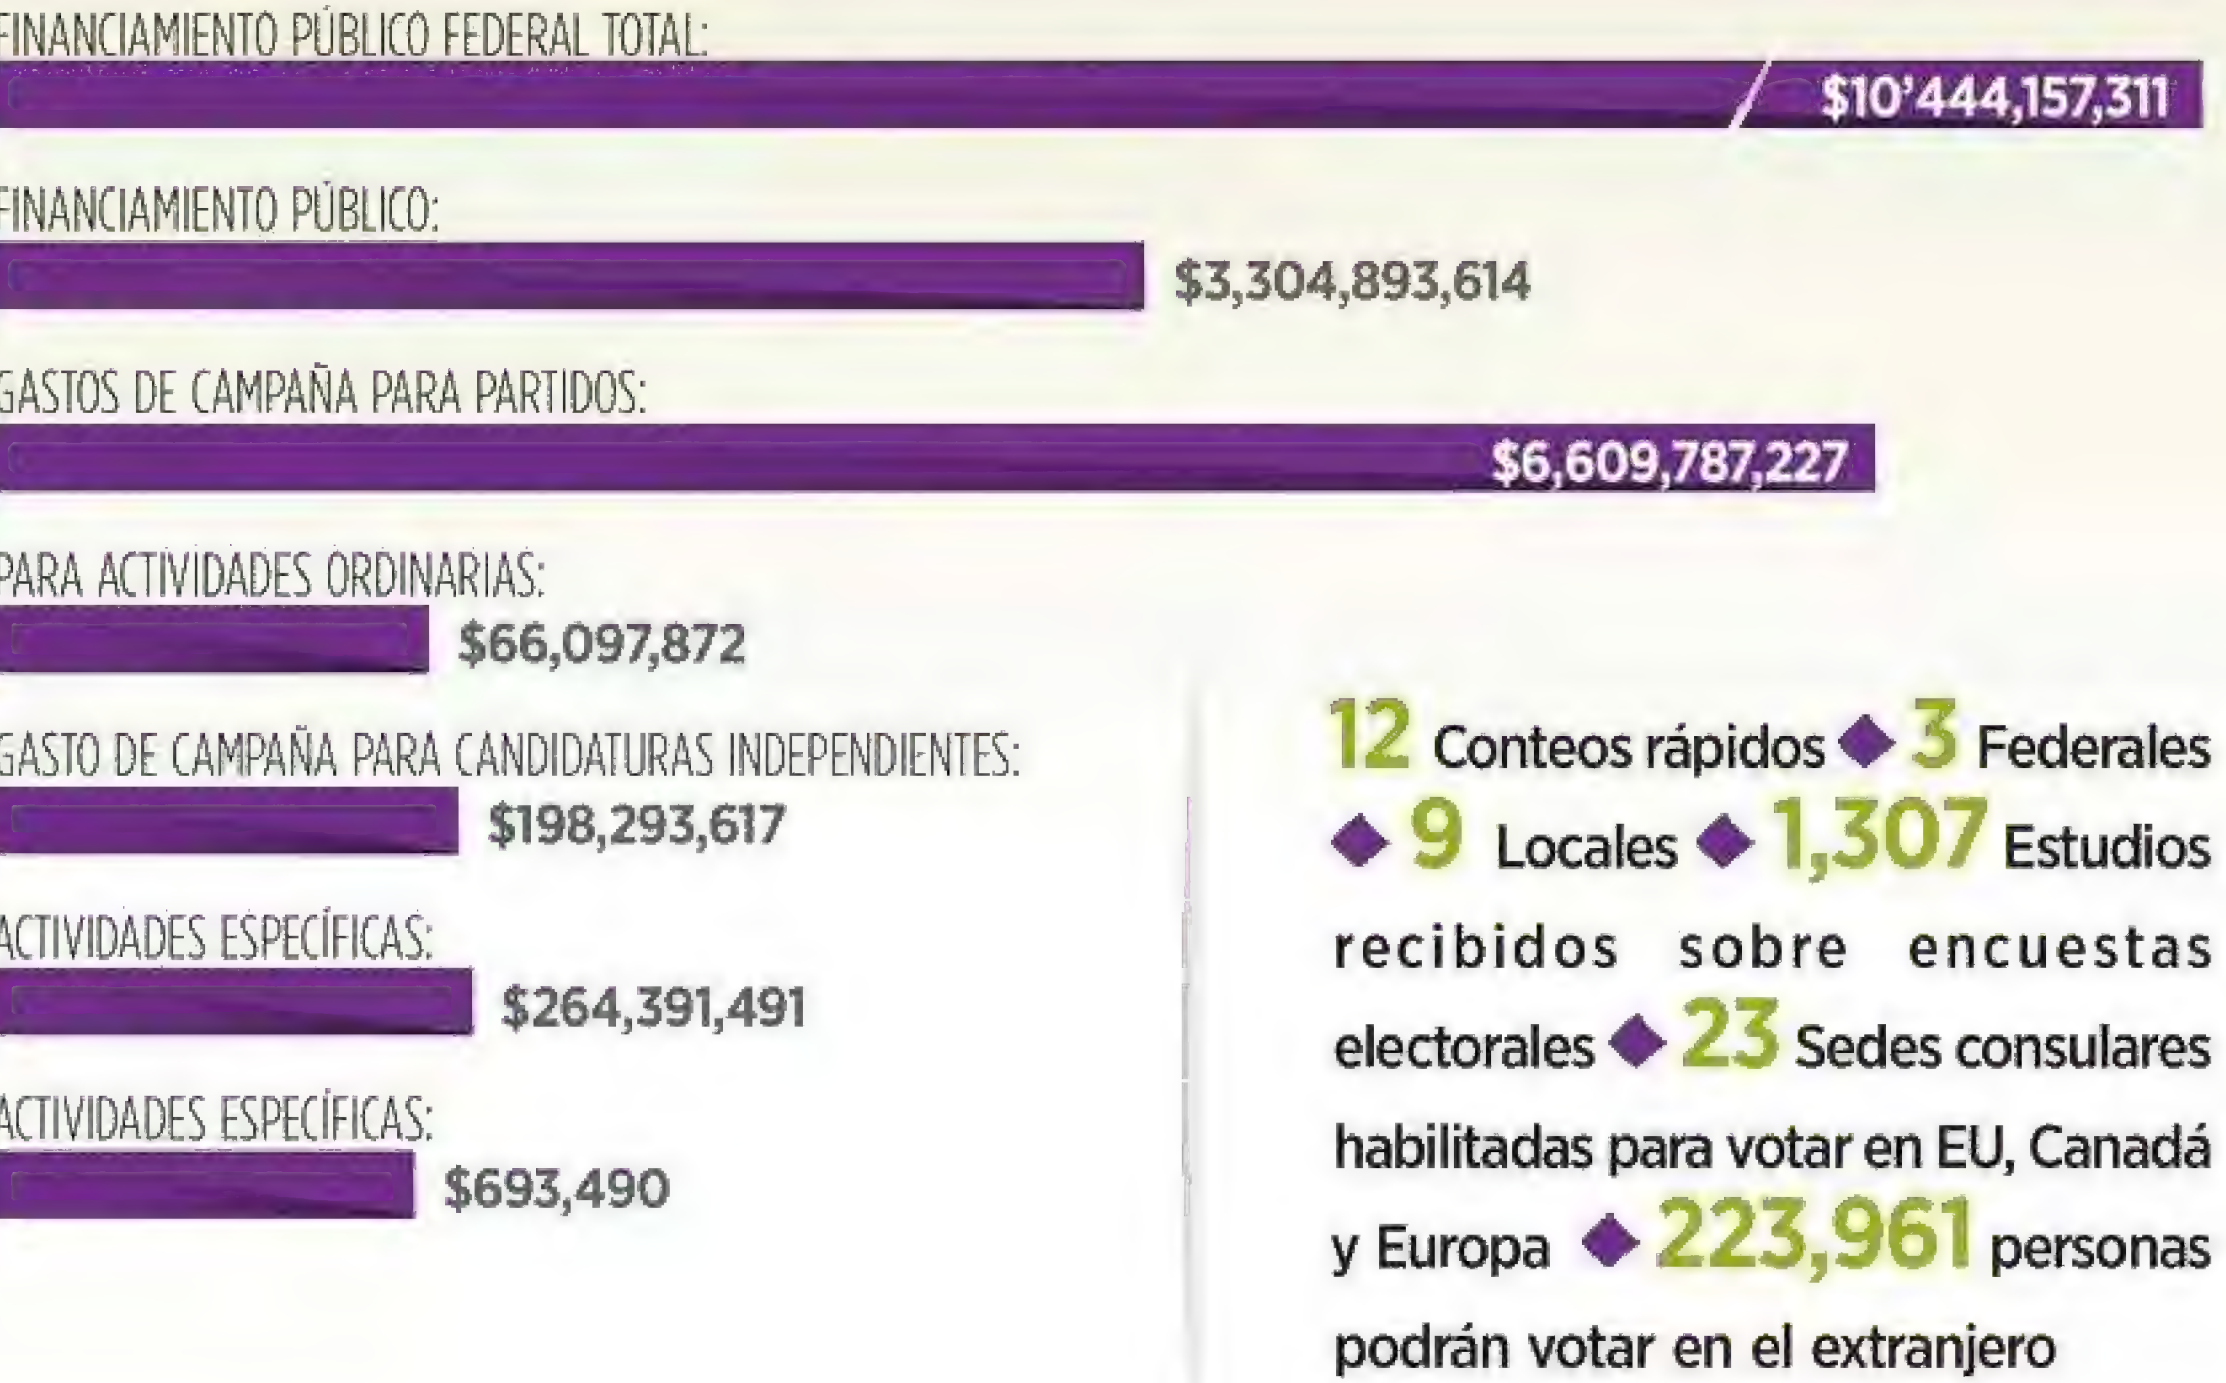 FINANCIAMIENTO PÚBLICO FEDERAL TOTAL:
$10’444,157,311
FINANCIAMIENTO PÚBLICO:
$3,304,893,614
GASTOS DE CAMPAÑA PARA PARTIDOS:
$6,609,787,227
PARA ACTIVIDADES ORDINARIAS:
$66,097,872
GASTO DE CAMPAÑA PARA CANDIDATURAS INDEPENDIENTES:
$198,293,617
ACTIVIDADES ESPECÍFICAS:
$264,391,491
ACTIVIDADES ESPECÍFICAS:
$693,490
12 Conteos rápidos ◆ 3 Federales
◆ 9 Locales ◆ 1,307 Estudios
recibidos sobre encuestas
electorales ◆ 23 Sedes consulares
habilitadas para votar en EU, Canadá
y Europa ◆ 223,961 personas
podrán votar en el extranjero